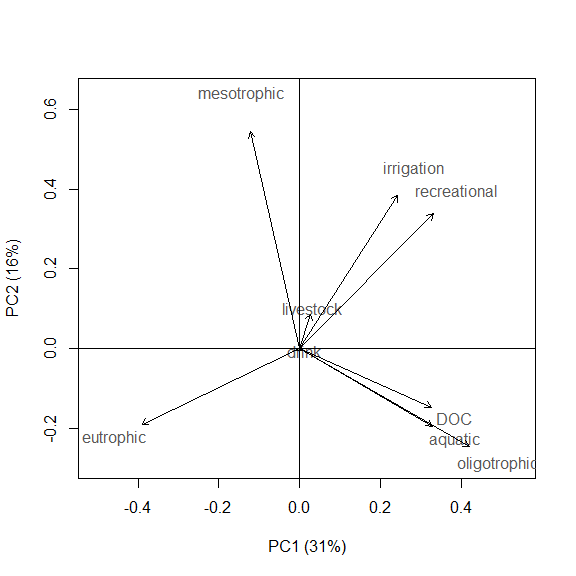 mesotrophic
irrigation
recreational
livestock
drink
DOC
aquatic
eutrophic
oligotrophic
0.6
0.4
0.2
0.0
-0.2
PC2 (16%)
-0.4 -0.2 0.0 0.2 0.4
PC1 (31%)